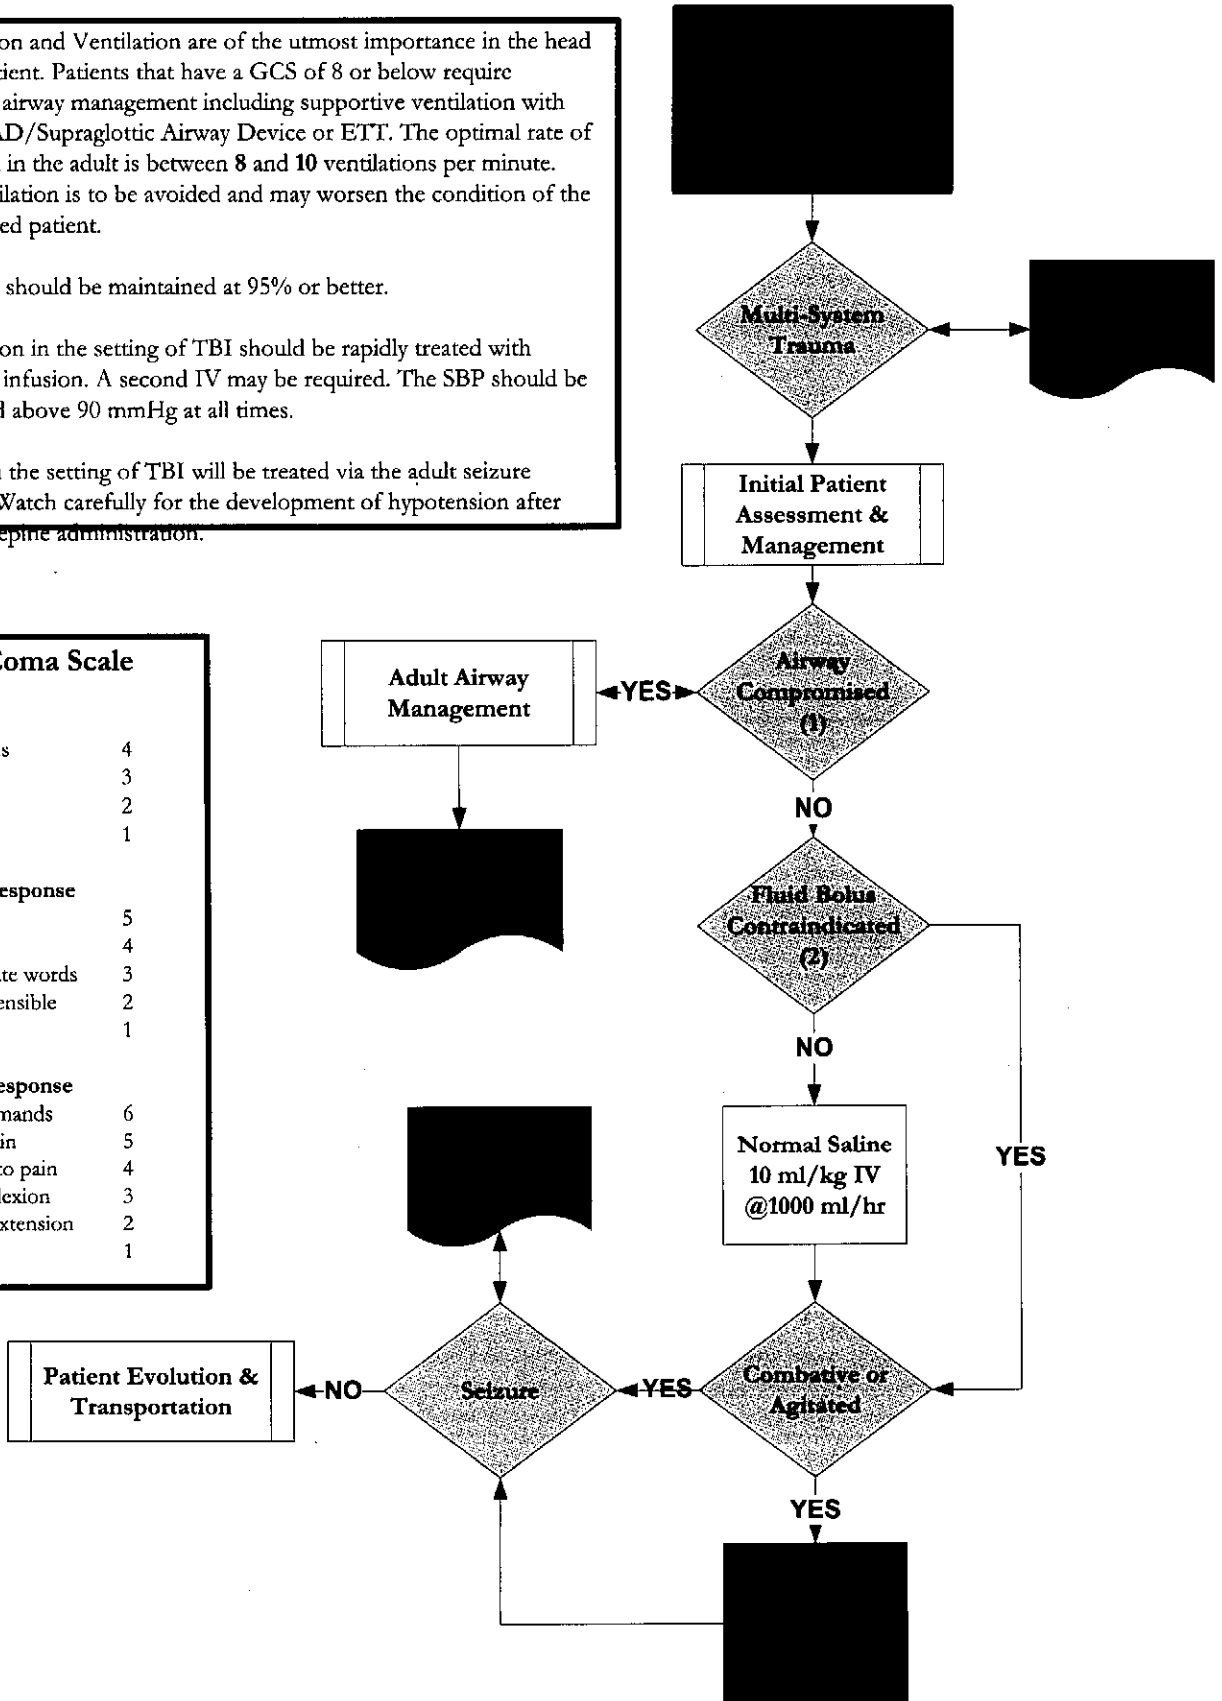 on and Ventilation are of the utmost importance in the head
tient. Patients that have a GCS of 8 or below require
airway management including supportive ventilation with
AD/Supraglottic Airway Device or ETT. The optimal rate of
in the adult is between 8 and 10 ventilations per minute.
ilation is to be avoided and may worsen the condition of the
ed patient.
should be maintained at 95% or better.
on in the setting of TBI should be rapidly treated with
infusion. A second IV may be required. The SBP should be
d above 90 mmHg at all times.
n the setting of TBI will be treated via the adult seizure
Watch carefully for the development of hypotension after
epine administration.
Multi-System
Trauma
Initial Patient
Assessment &
Management
Airway
Compromised
(1)
YES
Adult Airway
Management
NO
Fluid Bolus
Contraindicated
(2)
NO
YES
Normal Saline
10 ml/kg IV
@1000 ml/hr
Combative or
Agitated
YES
YES
Seizure
NO
Patient Evolution &
Transportation
Coma Scale
s 4
3
2
1
esponse
5
4
te words 3
ensible 2
1
esponse
mands 6
in 5
to pain 4
lexion 3
xtension 2
1